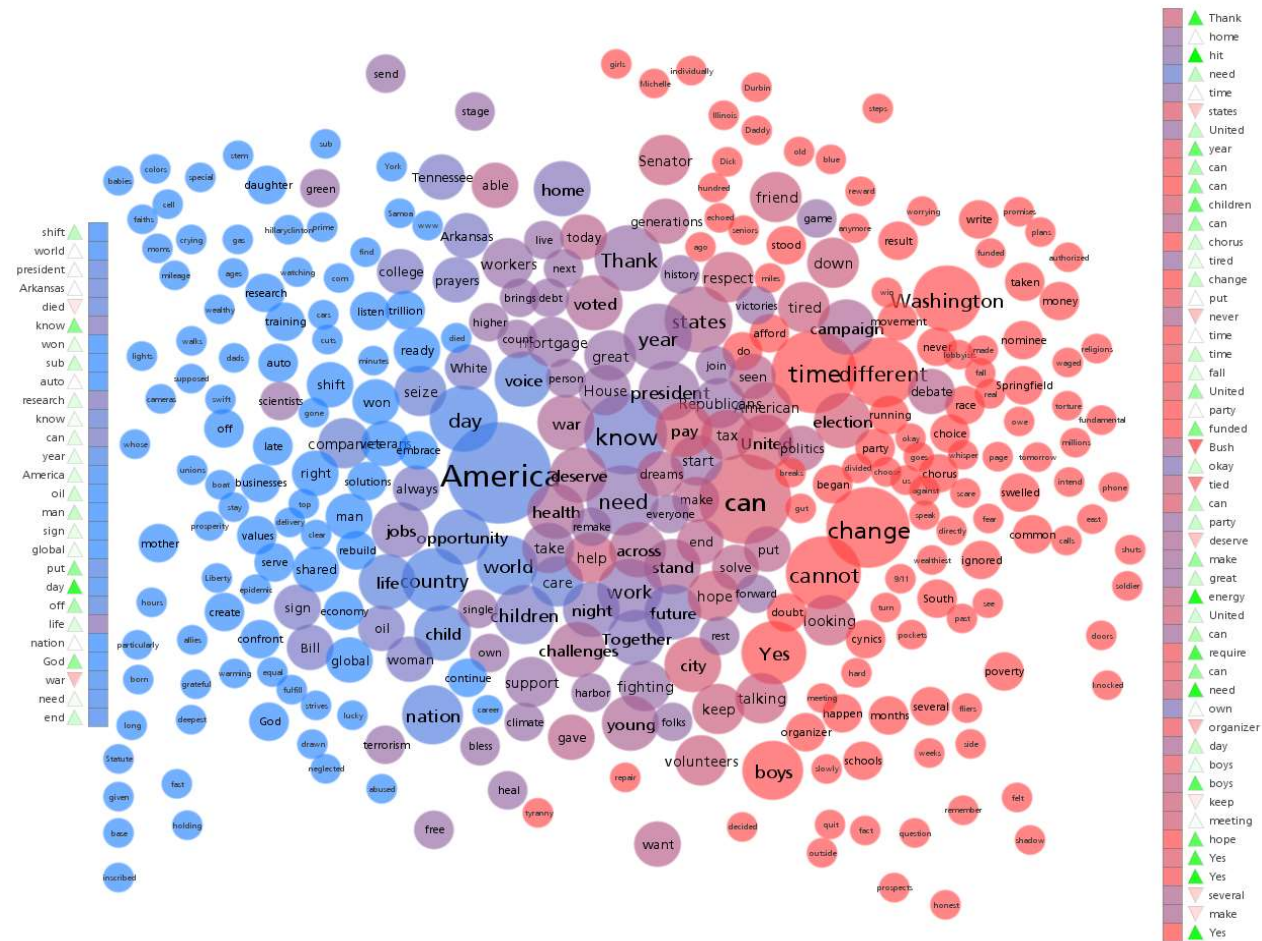 shift
world
president
Arkansas
died
know
won
sub
auto
research
know
can
year
America
oil
man
sign
global
put
day
off
life
nation
God
war
need
end
send
stage
girls
Michelle
individually
Durbin
Illinois
Daddy
steps
sub
stem
colors
babies
special
daughter
green
York
Tennessee
able
home
Senator
Dick
old
blue
hundred
friend
reward
cell
faiths
moms
crying
gas
hillaryclinton
prime
Samoa
www
Arkansas
live
today
generations
echoed
seniors
game
anymore
worrying
write
promises
plans
mileage
ages
watching
com
find
college
prayers
workers
next
Thank
ago
stood
result
funded
authorized
history
respect
miles
down
wealthy
research
training
cars
listen
trillion
brings
debt
voted
states
victories
tired
wig
Washington
taken
money
lights
walks
dads
auto
cuts
minutes
ready
died
higher
count
mortgage
great
year
do
afford
campaign
movement
never
lobbyists
made
nominee
waged
religions
supposed
cameras
swift
scientists
shift
gone
won
seize
White
voice
person
House
president
join
seen
time
different
debate
fall
real
Springfield
race
torture
fundamental
Republicans
American
whose
off
late
companies
veterans
embrace
day
war
know
pay
tax
United
politics
election
running
party
okay
choice
owe
millions
unions
boat
businesses
right
solutions
always
America
deserve
dreams
start
breaks
divided
choose
goes
us
whisper
chorus
page
tomorrow
intend
phone
stay
top
man
health
need
make
everyone
can
gut
began
against
scare
swelled
prosperity
delivery
clear
values
rebuild
jobs
opportunity
remake
change
speak
directly
fear
common
calls
east
mother
serve
shared
take
help
across
end
stand
solve
put
wealthiest
ignored
shuts
Liberty
epidemic
life
country
world
care
work
hope
forward
cannot
9/11
South
see
soldier
hours
create
economy
sign
single
children
night
future
doubt
looking
turn
past
particularly
allies
confront
Bill
oil
child
Together
rest
cynics
pockets
doors
global
woman
own
challenges
city
Yes
hard
poverty
knocked
born
grateful
warming
equal
fulfill
continue
support
harbor
fighting
talking
meeting
long
deepest
God
strives
lucky
nation
career
climate
young
folks
keep
organizer
happen
months
several
fliers
Statute
drawn
neglected
terrorism
bless
gave
volunteers
boys
slowly
schools
weeks
side
given
fast
abused
heal
repair
felt
base
holding
free
tyranny
want
decided
quit
fact
question
remember
shadow
outside
inscribed
prospects
honest
Thank
home
hit
need
time
states
United
year
can
can
children
can
chorus
tired
change
put
never
time
time
fall
United
party
funded
Bush
okay
tied
can
party
deserve
make
great
energy
United
can
require
can
need
own
organizer
day
boys
boys
keep
meeting
hope
Yes
Yes
several
make
Yes